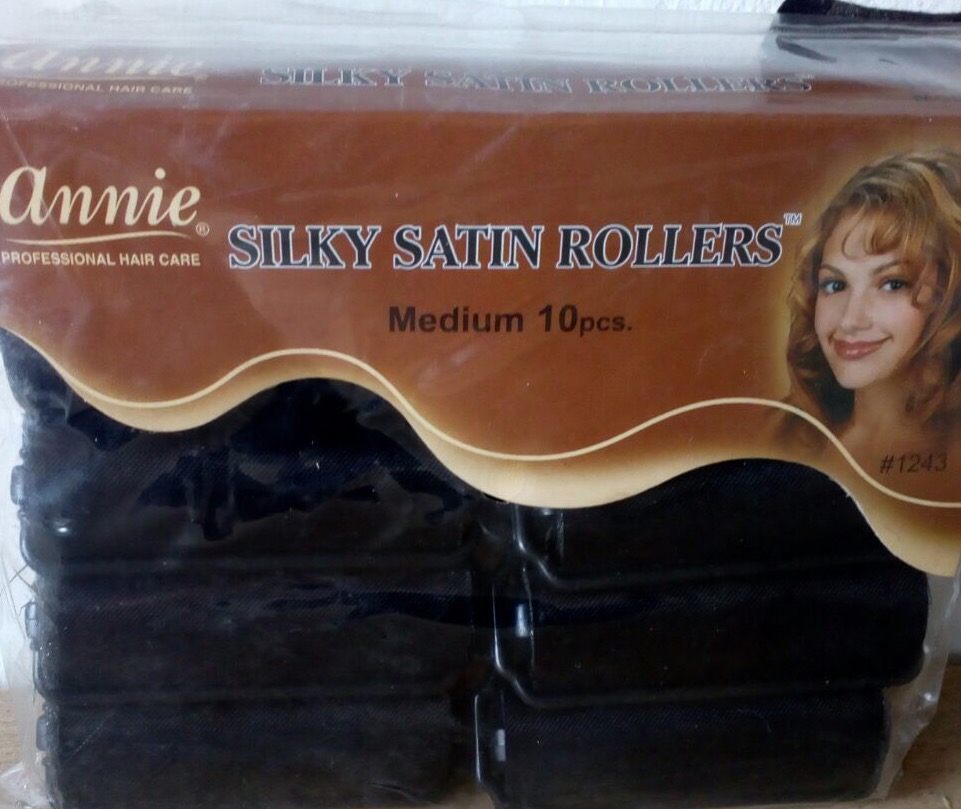 annie
PROFESSIONAL HAIR CARE
SILKY SATIN ROLLERS
annie®
PROFESSIONAL HAIR CARE
SILKY SATIN ROLLERS™
Medium 10pcs.
#1243